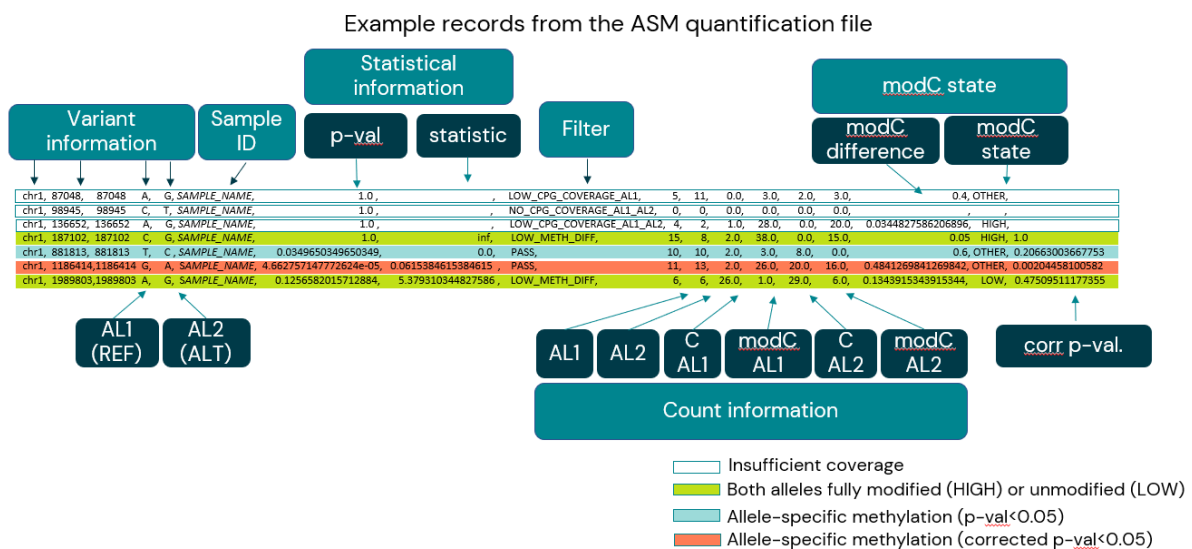 Example records from the ASM quantification file
Statistical
information
modC state
Variant
information
Sample
ID
p-val
statistic
Filter
modC
difference
modC
state
chr1, 87048, 87048 A, G, SAMPLE_NAME, 1.0 , , LOW_CPG_COVERAGE_AL1, 5, 11, 0.0, 3.0, 2.0, 3.0, 0.4, OTHER,
chr1, 98945, 98945 C, T, SAMPLE_NAME, 1.0 , , NO_CPG_COVERAGE_AL1_AL2, 0, 0, 0.0, 0.0, 0.0, 0.0, , ,
chr1, 136652, 136652 A, G, SAMPLE_NAME, 1.0, , LOW_CPG_COVERAGE_AL1_AL2, 4, 2, 1.0, 28.0, 0.0, 20.0, 0.0344827586206896, HIGH,
chr1, 187102, 187102 C, G, SAMPLE_NAME, 1.0, inf, LOW_METH_DIFF, 15, 8, 2.0, 38.0, 0.0, 15.0, 0.05 HIGH, 1.0
chr1, 881813, 881813 T, C , SAMPLE_NAME, 0.0349650349650349, 0.0, PASS, 10, 10, 2.0, 3.0, 8.0, 0.0, 0.6, OTHER, 0.20663003667753
chr1, 1186414,1186414 G, A, SAMPLE_NAME, 4.662757147772624e-05, 0.0615384615384615 , PASS, 11, 13, 2.0, 26.0, 20.0, 16.0, 0.4841269841269842, OTHER, 0.00204458100582
chr1, 1989803,1989803 A, G, SAMPLE_NAME, 0.1256582015712884, 5.379310344827586 , LOW_METH_DIFF, 6, 6, 26.0, 1.0, 29.0, 6.0, 0.1343915343915344, LOW, 0.47509511177355
AL1
(REF)
AL2
(ALT)
AL1
AL2
C
AL1
modC
AL1
C
AL2
modC
AL2
corr p-val.
Count information
Insufficient coverage
Both alleles fully modified (HIGH) or unmodified (LOW)
Allele-specific methylation (p-val<0.05)
Allele-specific methylation (corrected p-val<0.05)